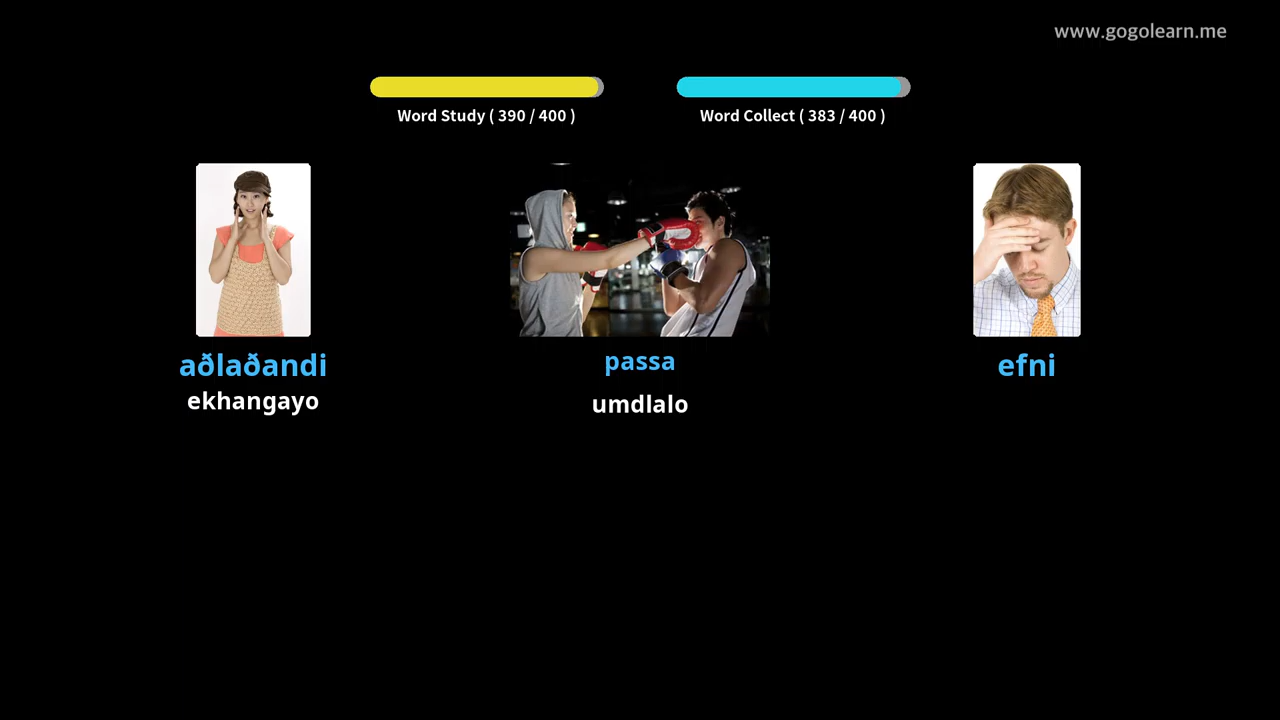 www.gogolearn.me
Word Study ( 390 / 400 )
Word Collect ( 383 / 400 )
aðlaðandi
ekhangayo
passa
umdlalo
efni